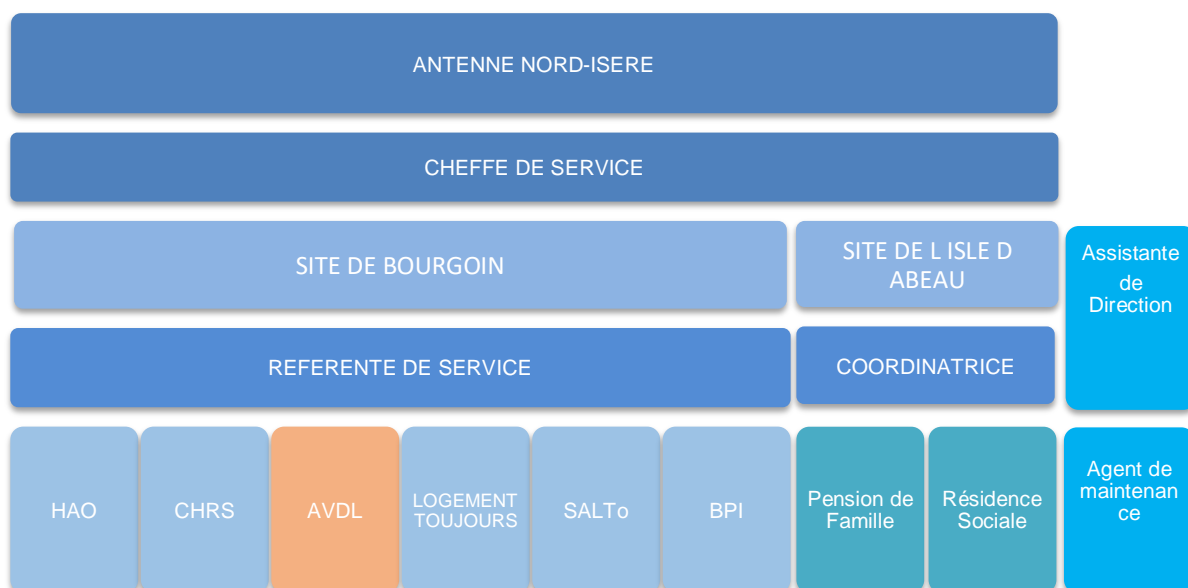 ANTENNE NORD-ISERE
CHEFFE DE SERVICE
SITE DE BOURGOIN
SITE DE L ISLE D
ABEAU
Assistante
de
Direction
REFERENTE DE SERVICE
COORDINATRICE
HAO
CHRS
AVDL
LOGEMENT
TOUJOURS
SALTo
BPI
Pension de
Famille
Résidence
Sociale
Agent de
maintenan
ce